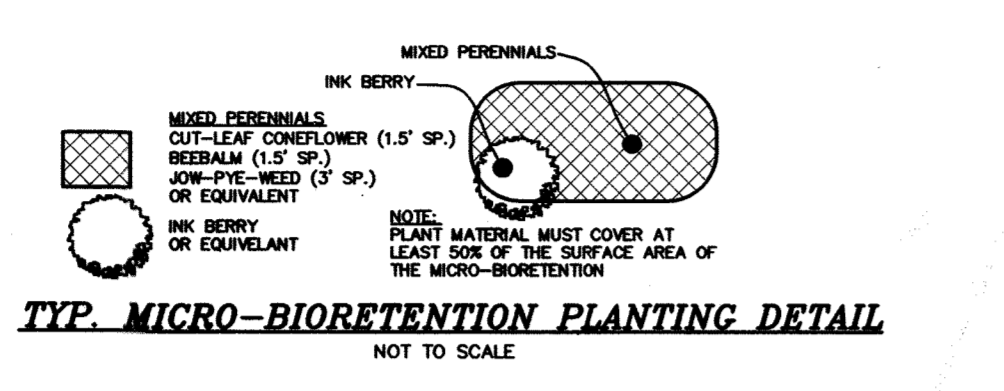 MIXED PERENNIALS
INK BERRY
MIXED PERENNIALS
CUT-LEAF CONEFLOWER (1.5' SP.)
BEEBALM (1.5' SP.)
JOW-PYE-WEED (3' SP.)
OR EQUIVALENT
INK BERRY
OR EQUIVELANT
NOTE:
PLANT MATERIAL MUST COVER AT
LEAST 50% OF THE SURFACE AREA OF
THE MICRO-BIORETENTION
TYP. MICRO-BIORETENTION PLANTING DETAIL
NOT TO SCALE